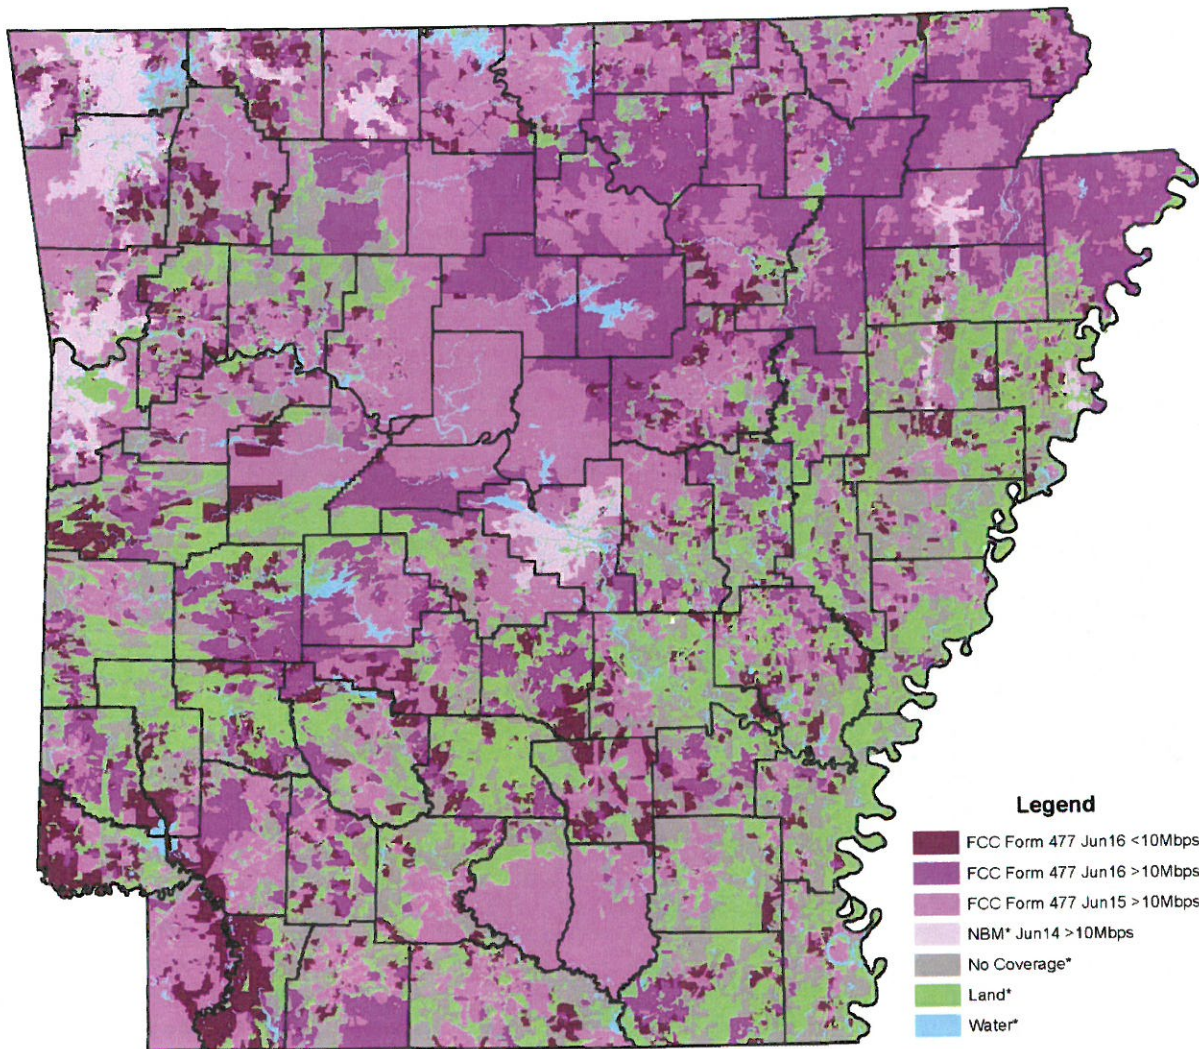 Legend
FCC Form 477 Jun16 <10Mbps
FCC Form 477 Jun16 >10Mbps
FCC Form 477 Jun15 >10Mbps
NBM* Jun14 >10Mbps
No Coverage*
Land*
Water*